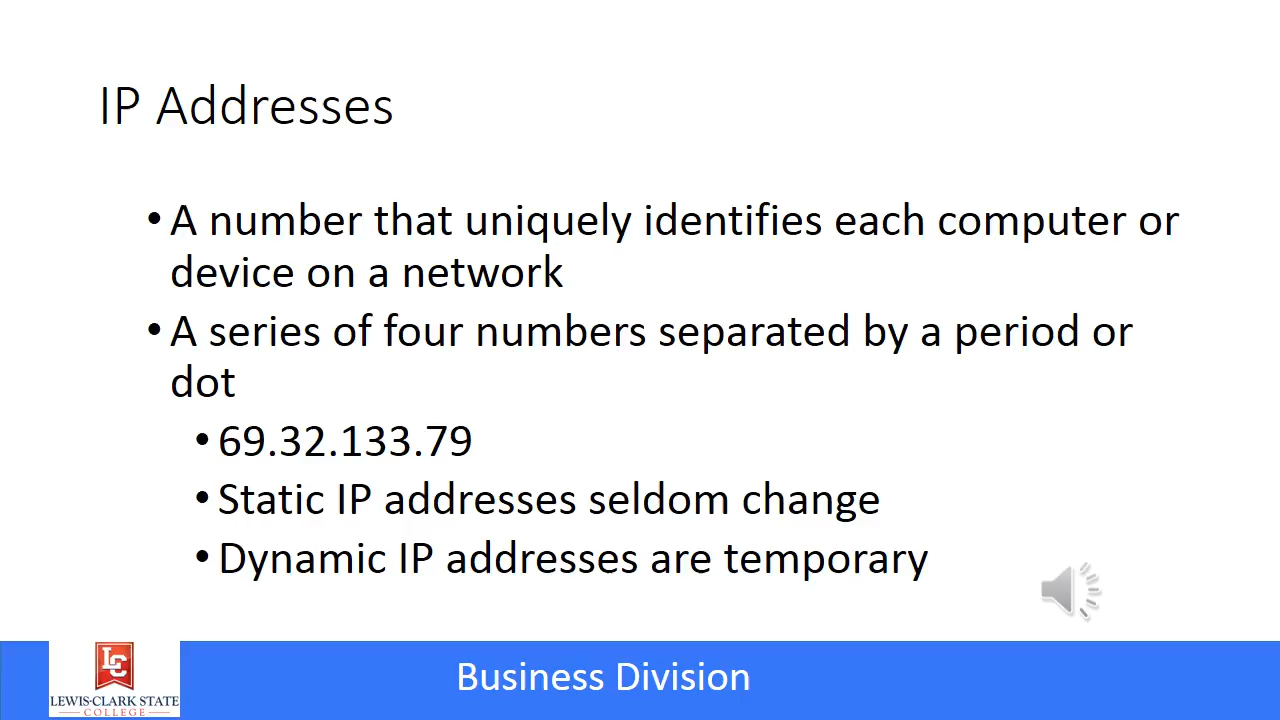 IP Addresses
• A number that uniquely identifies each computer or
device on a network
• A series of four numbers separated by a period or
dot
• 69.32.133.79
• Static IP addresses seldom change
• Dynamic IP addresses are temporary
LC
LEWIS-CLARK STATE
COLLEGE
Business Division